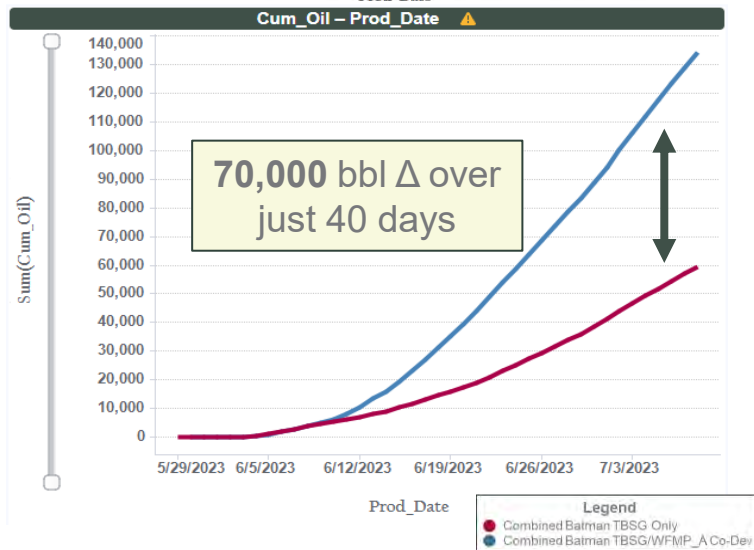 Cum_Oil – Prod_Date
140,000
130,000
120,000
110,000
100,000
90,000
80,000
70,000
60,000
50,000
40,000
30,000
20,000
10,000
0
Sum(Cum_Oil)
70,000 bbl Δ over
just 40 days
5/29/2023 6/5/2023 6/12/2023 6/19/2023 6/26/2023 7/3/2023
Prod_Date
Legend
Combined Batman TBSG Only
Combined Batman TBSG/WFMP_A Co-Dev